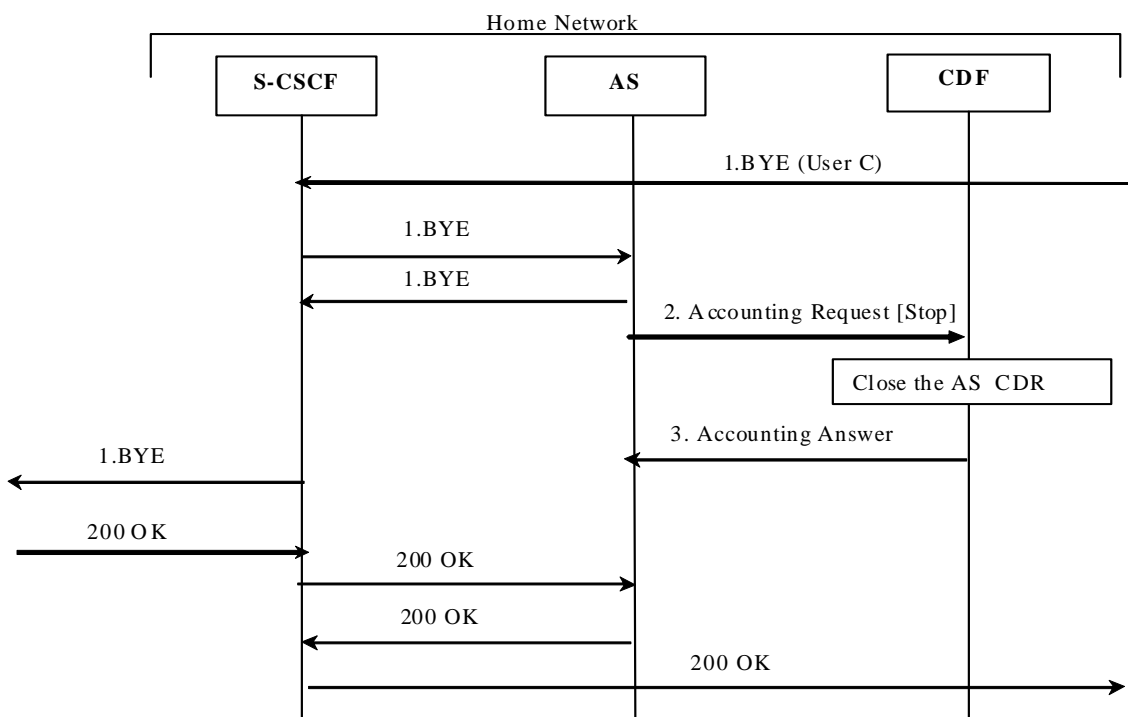 Home Network
S-CSCF
AS
CDF
1.BYE (User C)
1.BYE
1.BYE
2. Accounting Request [Stop]
Close the AS CDR
3. Accounting Answer
1.BYE
200 OK
200 OK
200 OK
200 OK